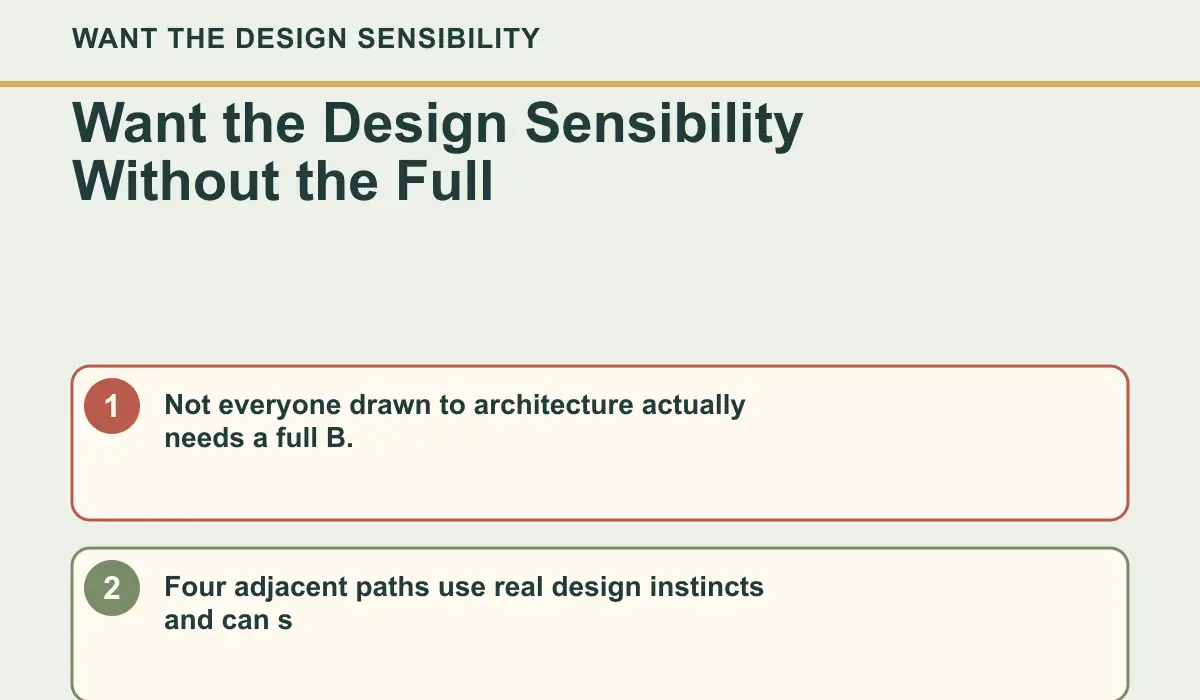 WANT THE DESIGN SENSIBILITY
Want the Design Sensibility
Without the Full
1
Not everyone drawn to architecture actually
needs a full B.
2
Four adjacent paths use real design instincts
and can s